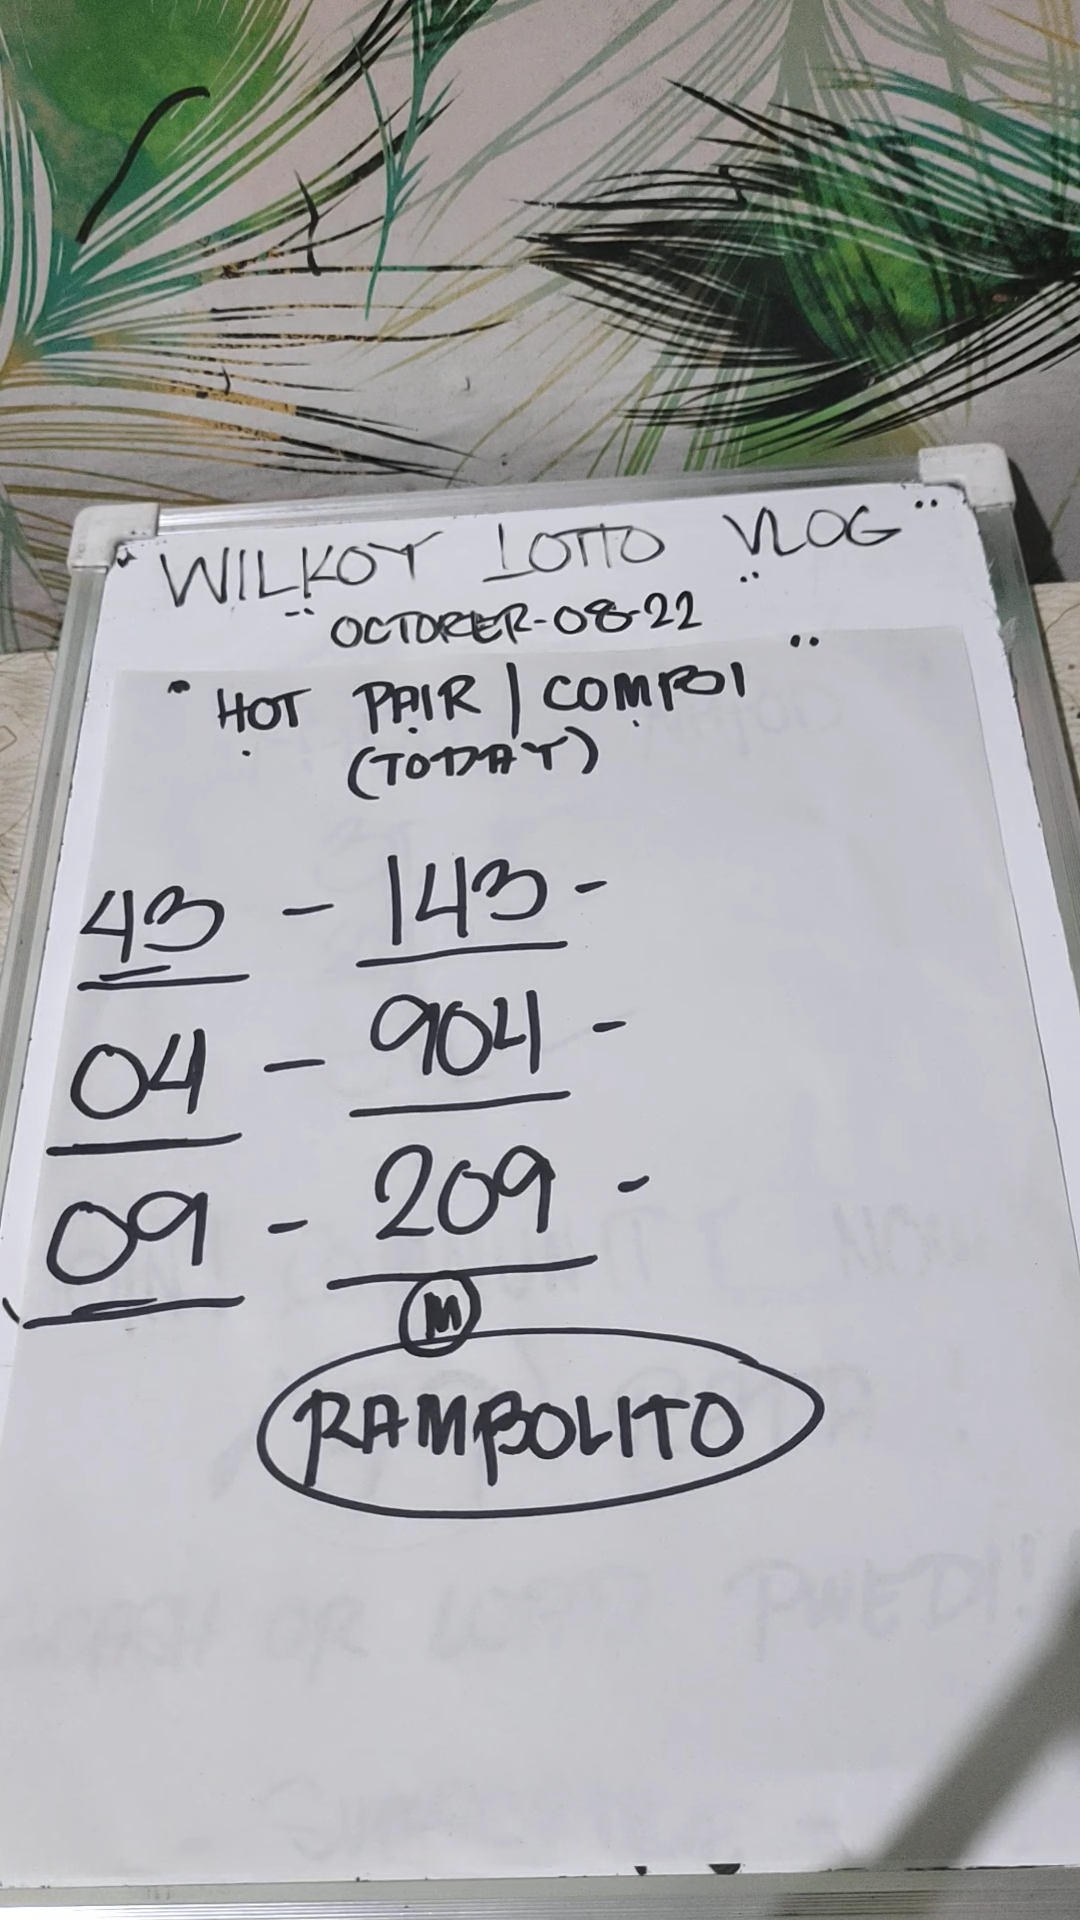 "WILKOY LOTTO VLOG"
OCTOBER-08-22
"HOT PAIR | COMBO!"
(TODAY)
43 - 143 -
04 - 904 -
09 - 209 -
M
RAMBOLITO